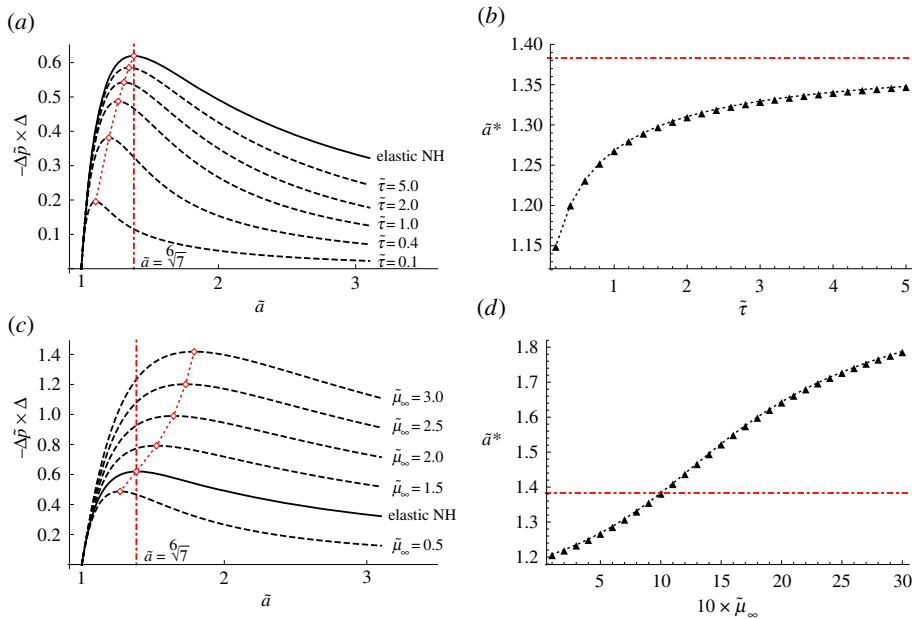 (a)
−Δp̃ × Δ
0.6
0.5
0.4
0.3
0.2
0.1
elastic NH
τ̃ = 5.0
τ̃ = 2.0
τ̃ = 1.0
τ̃ = 0.4
τ̃ = 0.1
ã = ⁶√7
1
2
3
ã
(b)
1.40
1.35
ã*
1.30
1.25
1.20
1.15
1
2
3
4
5
τ̃
(c)
−Δp̃ × Δ
1.4
1.2
1.0
0.8
0.6
0.4
0.2
μ̃∞ = 3.0
μ̃∞ = 2.5
μ̃∞ = 2.0
μ̃∞ = 1.5
elastic NH
μ̃∞ = 0.5
ã = ⁶√7
1
2
3
ã
(d)
1.8
1.7
1.6
ã*
1.5
1.4
1.3
1.2
5
10
15
20
25
30
10 × μ̃∞